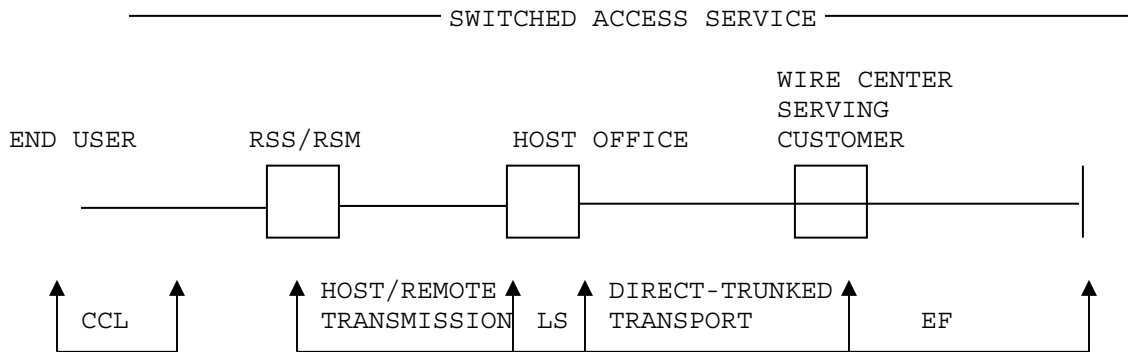 SWITCHED ACCESS SERVICE
WIRE CENTER
SERVING
END USER RSS/RSM HOST OFFICE CUSTOMER
HOST/REMOTE DIRECT-TRUNKED
CCL TRANSMISSION LS TRANSPORT EF